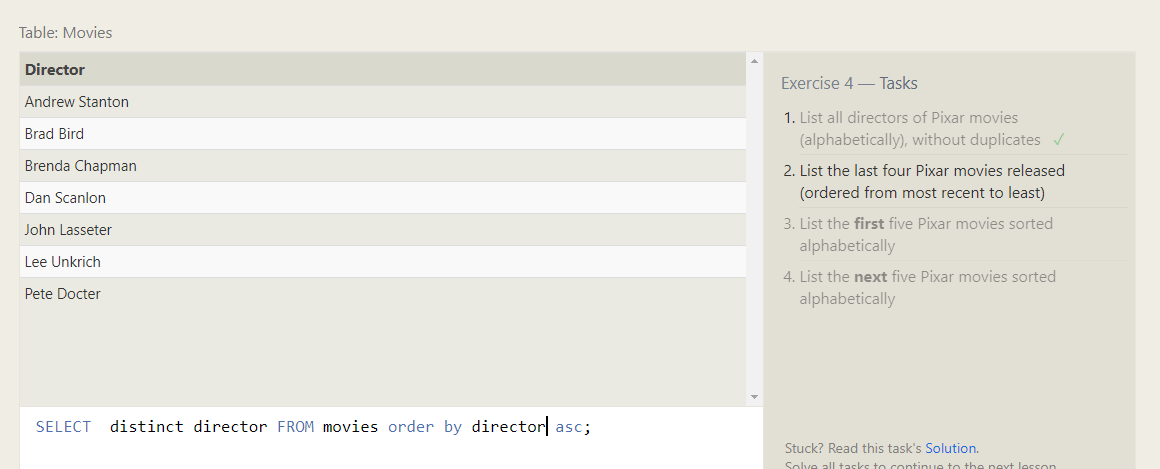 Table: Movies
Director
Andrew Stanton
Brad Bird
Brenda Chapman
Dan Scanlon
John Lasseter
Lee Unkrich
Pete Docter
SELECT  distinct director FROM movies order by director asc;
Exercise 4 — Tasks
1. List all directors of Pixar movies
(alphabetically), without duplicates ✓
2. List the last four Pixar movies released
(ordered from most recent to least)
3. List the first five Pixar movies sorted
alphabetically
4. List the next five Pixar movies sorted
alphabetically
Stuck? Read this task's Solution.
Solve all tasks to continue to the next lesson